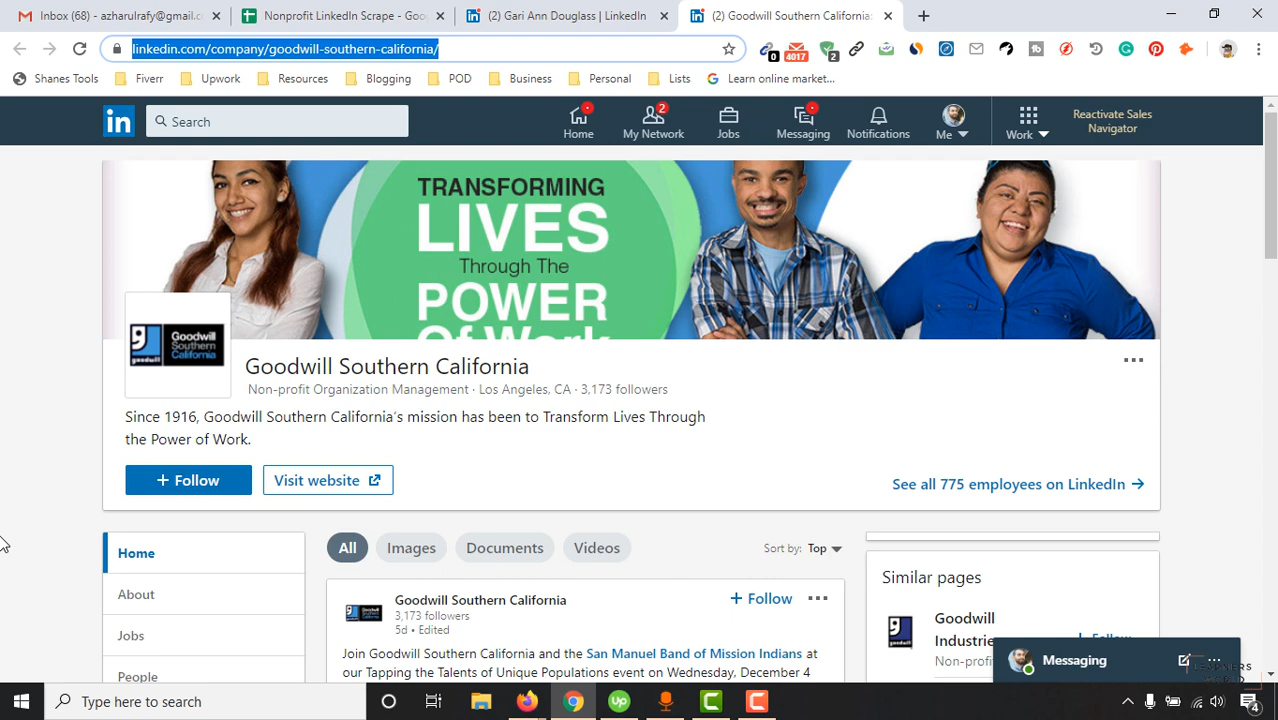 Inbox (68) - azharulrafy@gmail.c
Nonprofit LinkedIn Scrape - Goo
(2) Gari Ann Douglass | LinkedIn
(2) Goodwill Southern California:
linkedin.com/company/goodwill-southern-california/
0
4017
2
Shanes Tools
Fiverr
Upwork
Resources
Blogging
POD
Business
Personal
Lists
Learn online market...
in
Search
Home
2
My Network
Jobs
Messaging
Notifications
Me
Work
Reactivate Sales
Navigator
TRANSFORMING
LIVES
Through The
POWER
Of Work
Goodwill
Southern
California
goodwill
Goodwill Southern California
Non-profit Organization Management · Los Angeles, CA · 3,173 followers
Since 1916, Goodwill Southern California's mission has been to Transform Lives Through
the Power of Work.
+ Follow
Visit website
See all 775 employees on LinkedIn →
Home
About
Jobs
People
All
Images
Documents
Videos
Sort by: Top
Goodwill Southern California
3,173 followers
5d • Edited
+ Follow
Join Goodwill Southern California and the San Manuel Band of Mission Indians at
our Tapping the Talents of Unique Populations event on Wednesday, December 4
Similar pages
Goodwill
Industrie
Non-profi
+ Follow
Messaging
Type here to search
4